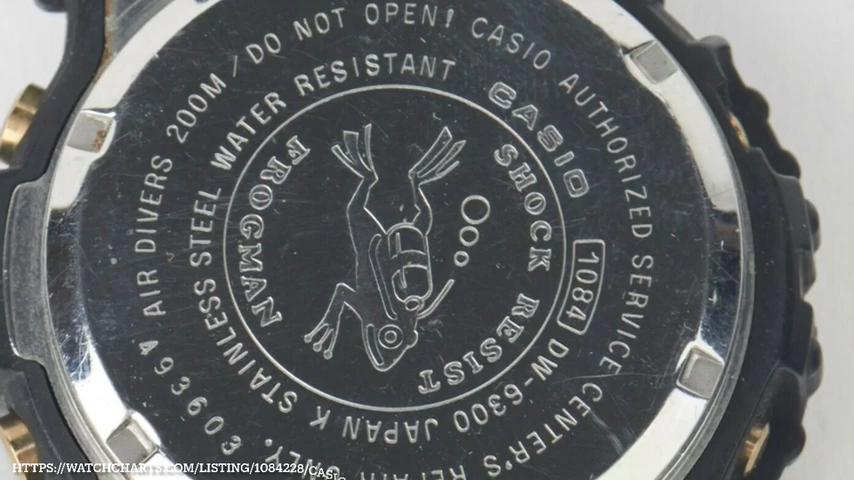 309364 AIR DIVERS 200M / DO NOT OPEN! CASIO AUTHORIZED SERVICE CENTER'S REPAIR ONLY.
STAINLESS STEEL WATER RESISTANT
CASIO
1084 DW-6300 JAPAN K
FROGMAN
SHOCK RESIST
HTTPS://WATCHCHARTS.COM/LISTING/1084228/CASIO